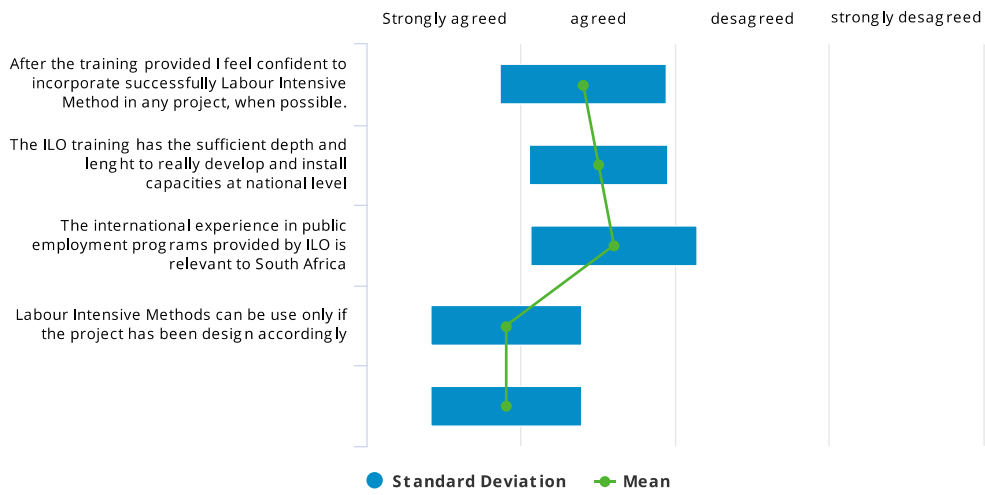 Strongly agreed agreed desagreed strongly desagreed
After the training provided I feel confident to
incorporate successfully Labour Intensive
Method in any project, when possible.
The ILO training has the sufficient depth and
lenght to really develop and install
capacities at national level
The international experience in public
employment programs provided by ILO is
relevant to South Africa
Labour Intensive Methods can be use only if
the project has been design accordingly
Standard Deviation Mean